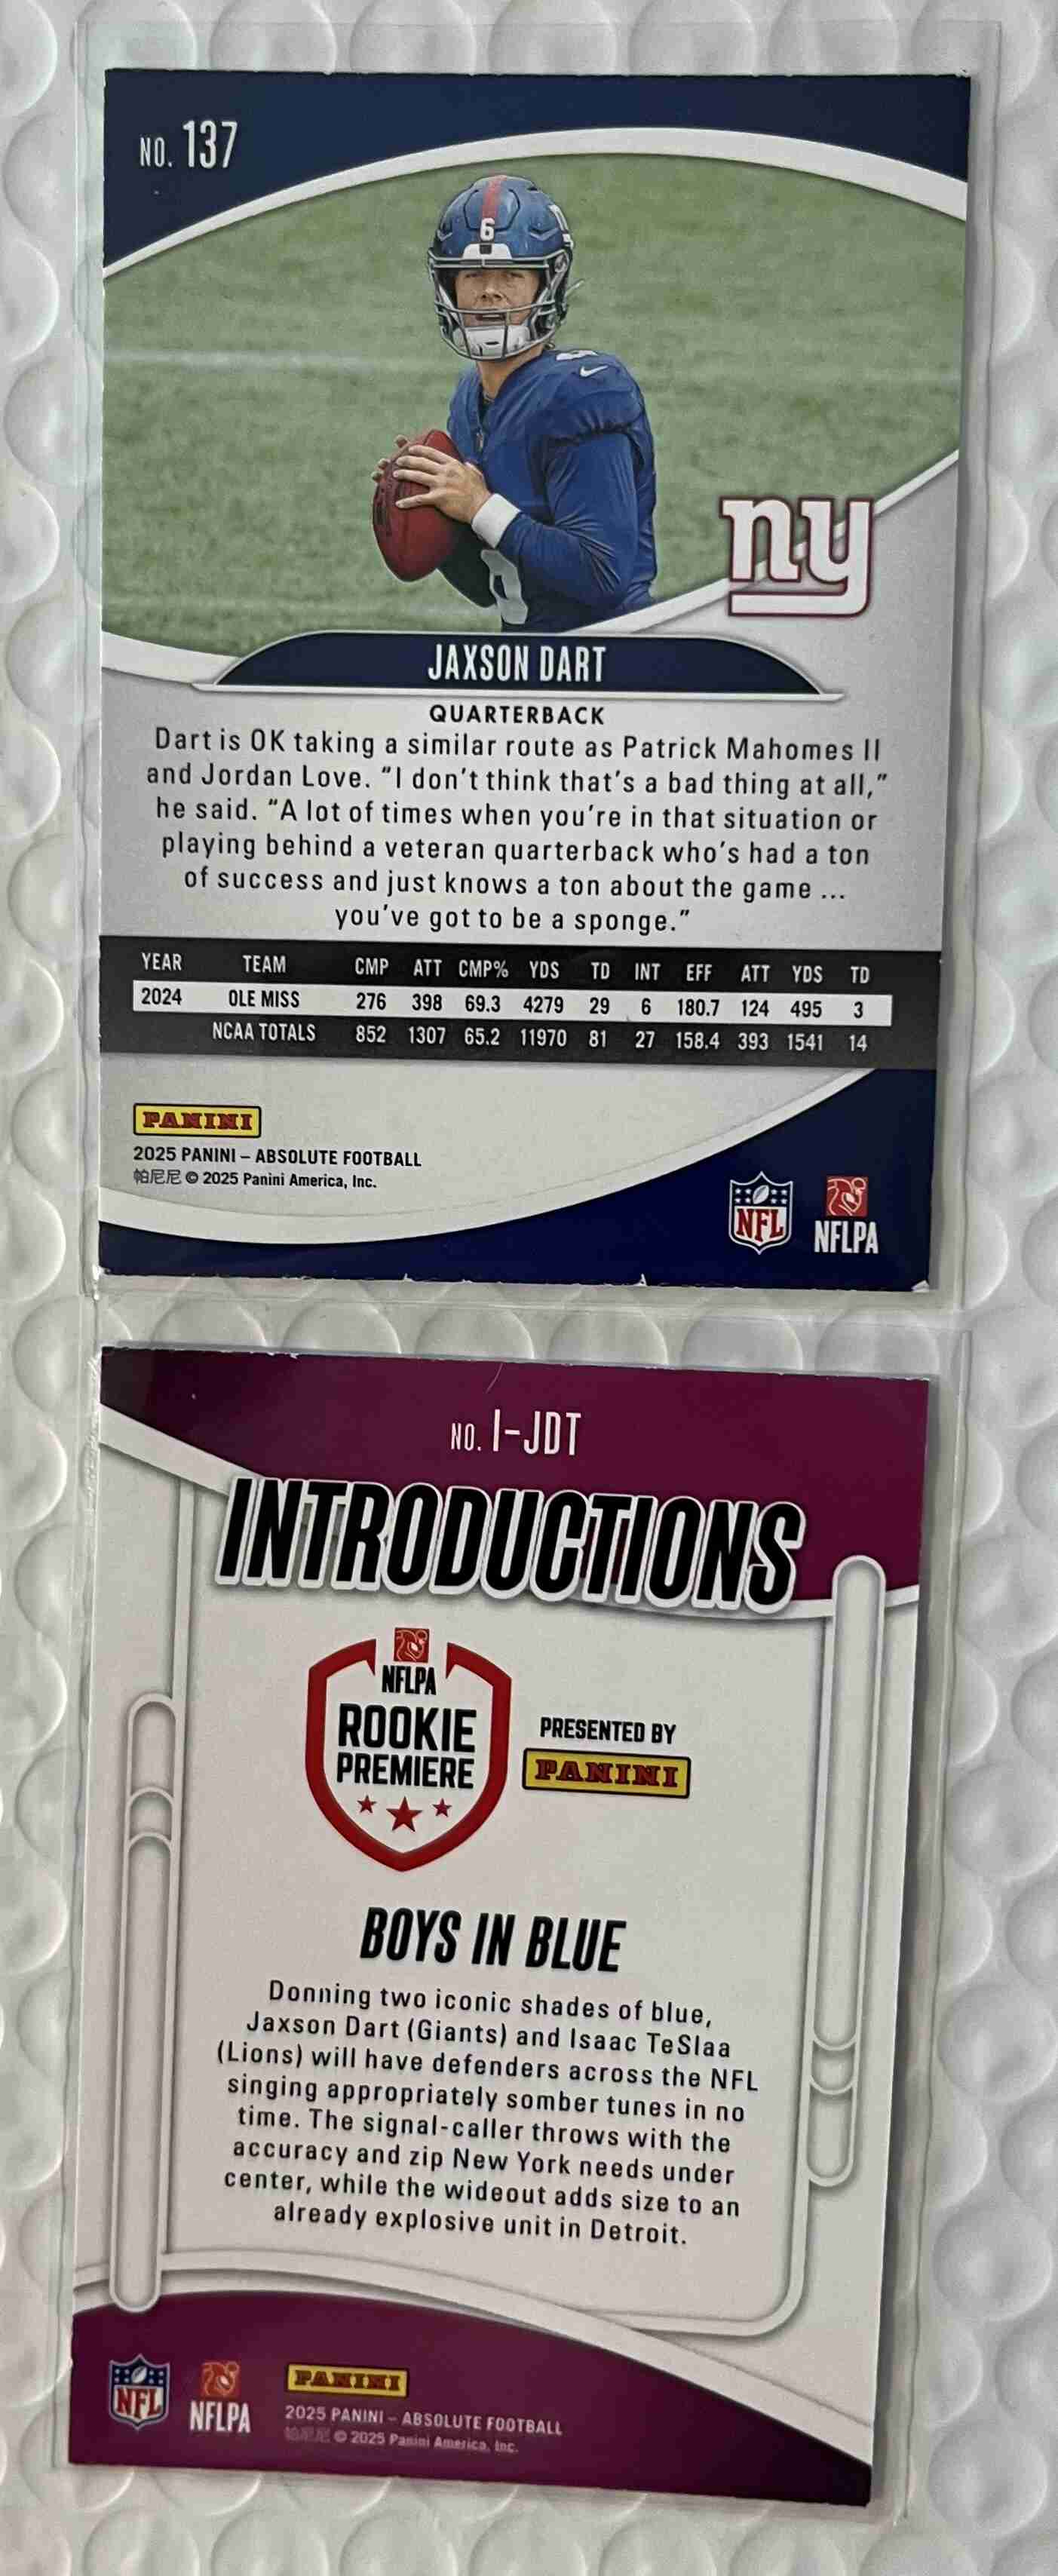 NO. 137
6
ny
JAXSON DART
QUARTERBACK
Dart is OK taking a similar route as Patrick Mahomes II
and Jordan Love. “I don’t think that’s a bad thing at all,”
he said. “A lot of times when you’re in that situation or
playing behind a veteran quarterback who’s had a ton
of success and just knows a ton about the game ...
you’ve got to be a sponge.”
YEAR TEAM CMP ATT CMP% YDS TD INT EFF ATT YDS TD
2024 OLE MISS 276 398 69.3 4279 29 6 180.7 124 495 3
NCAA TOTALS 852 1307 65.2 11970 81 27 158.4 393 1541 14
PANINI
2025 PANINI – ABSOLUTE FOOTBALL
帕尼尼 © 2025 Panini America, Inc.
NFL NFLPA
NO. I-JDT
INTRODUCTIONS
NFLPA
ROOKIE
PREMIERE
PRESENTED BY
PANINI
BOYS IN BLUE
Donning two iconic shades of blue,
Jaxson Dart (Giants) and Isaac TeSlaa
(Lions) will have defenders across the NFL
singing appropriately somber tunes in no
time. The signal-caller throws with the
accuracy and zip New York needs under
center, while the wideout adds size to an
already explosive unit in Detroit.
NFL NFLPA
PANINI
2025 PANINI – ABSOLUTE FOOTBALL
帕尼尼 © 2025 Panini America, Inc.